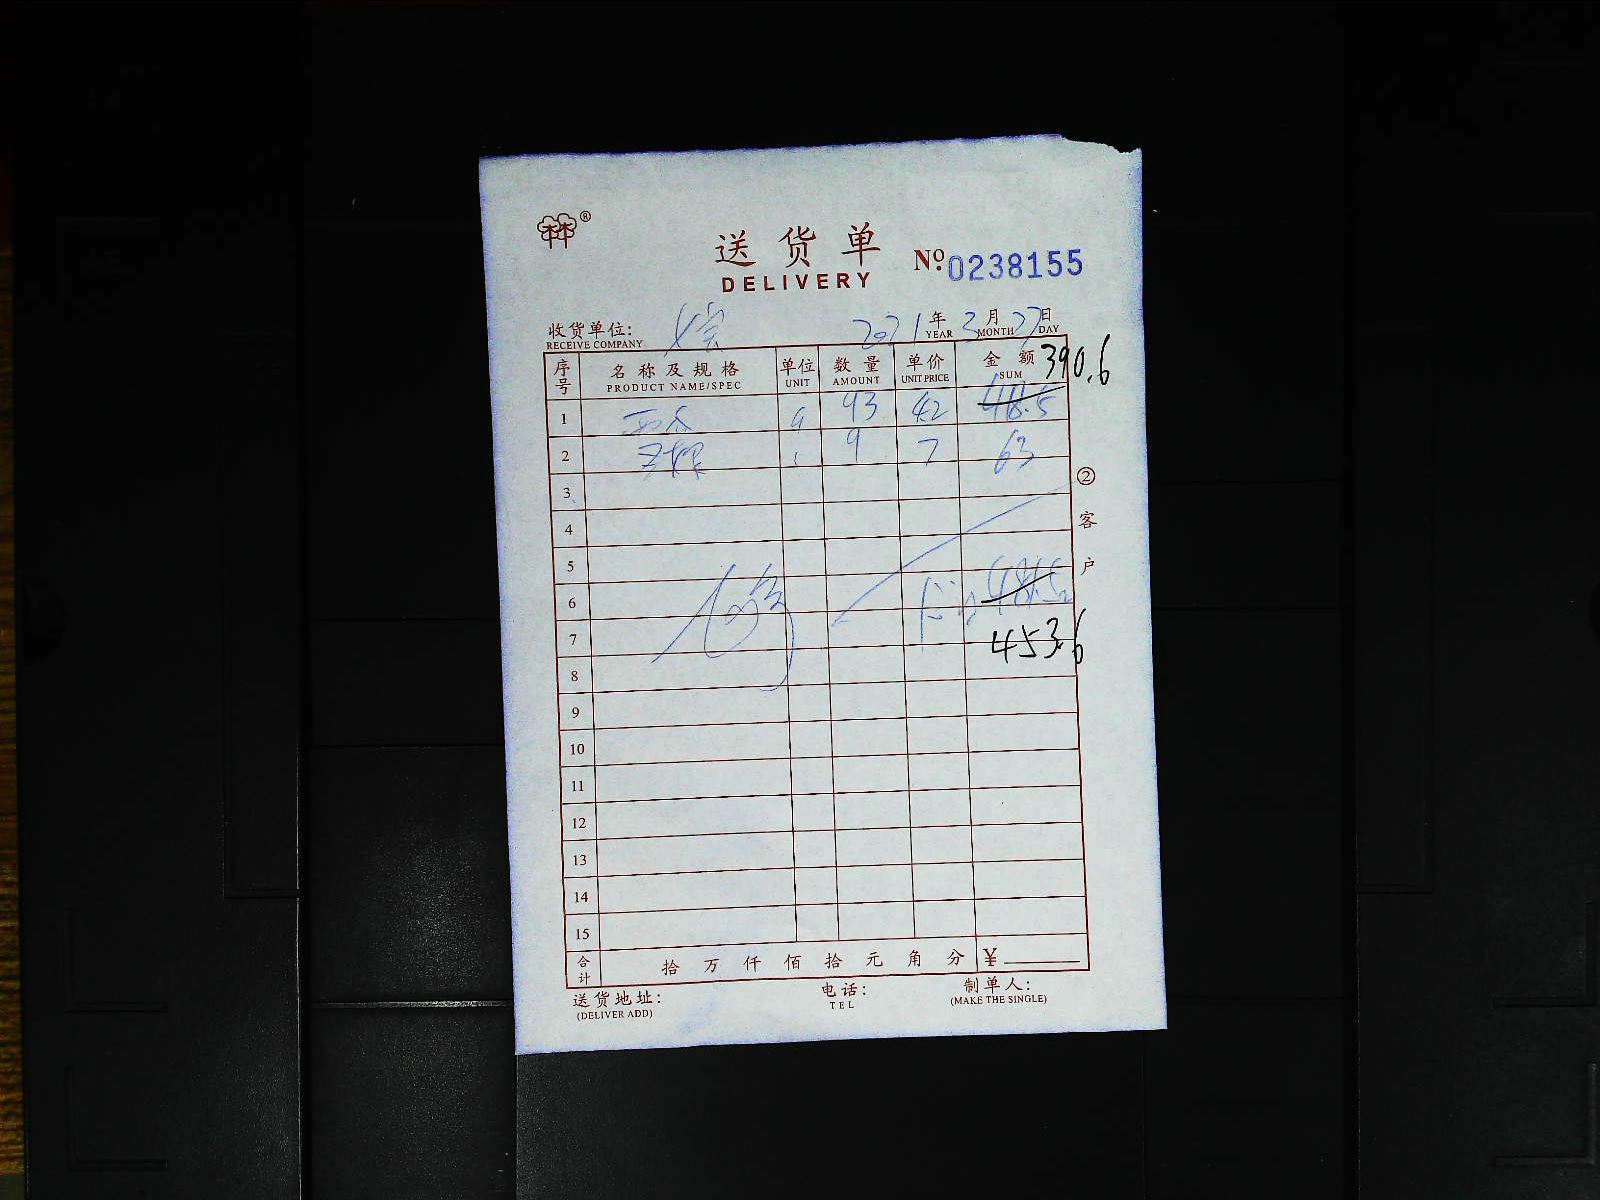 ®
送货单
DELIVERY
No. 0238155
收货单位:
RECEIVE COMPANY
2021 年 3 月 27 日
YEAR MONTH DAY
序号 名称及规格 单位 数量 单价 金额 390.6
PRODUCT NAME/SPEC UNIT AMOUNT UNIT PRICE SUM
1 93 42 418.5
2 9 7 63
3
②
4
客
5
户
6 481.5
7 453.6
8
9
10
11
12
13
14
15
合计 拾 万 仟 佰 拾 元 角 分 ¥
送货地址: 电话: 制单人:
(DELIVER ADD) TEL (MAKE THE SINGLE)